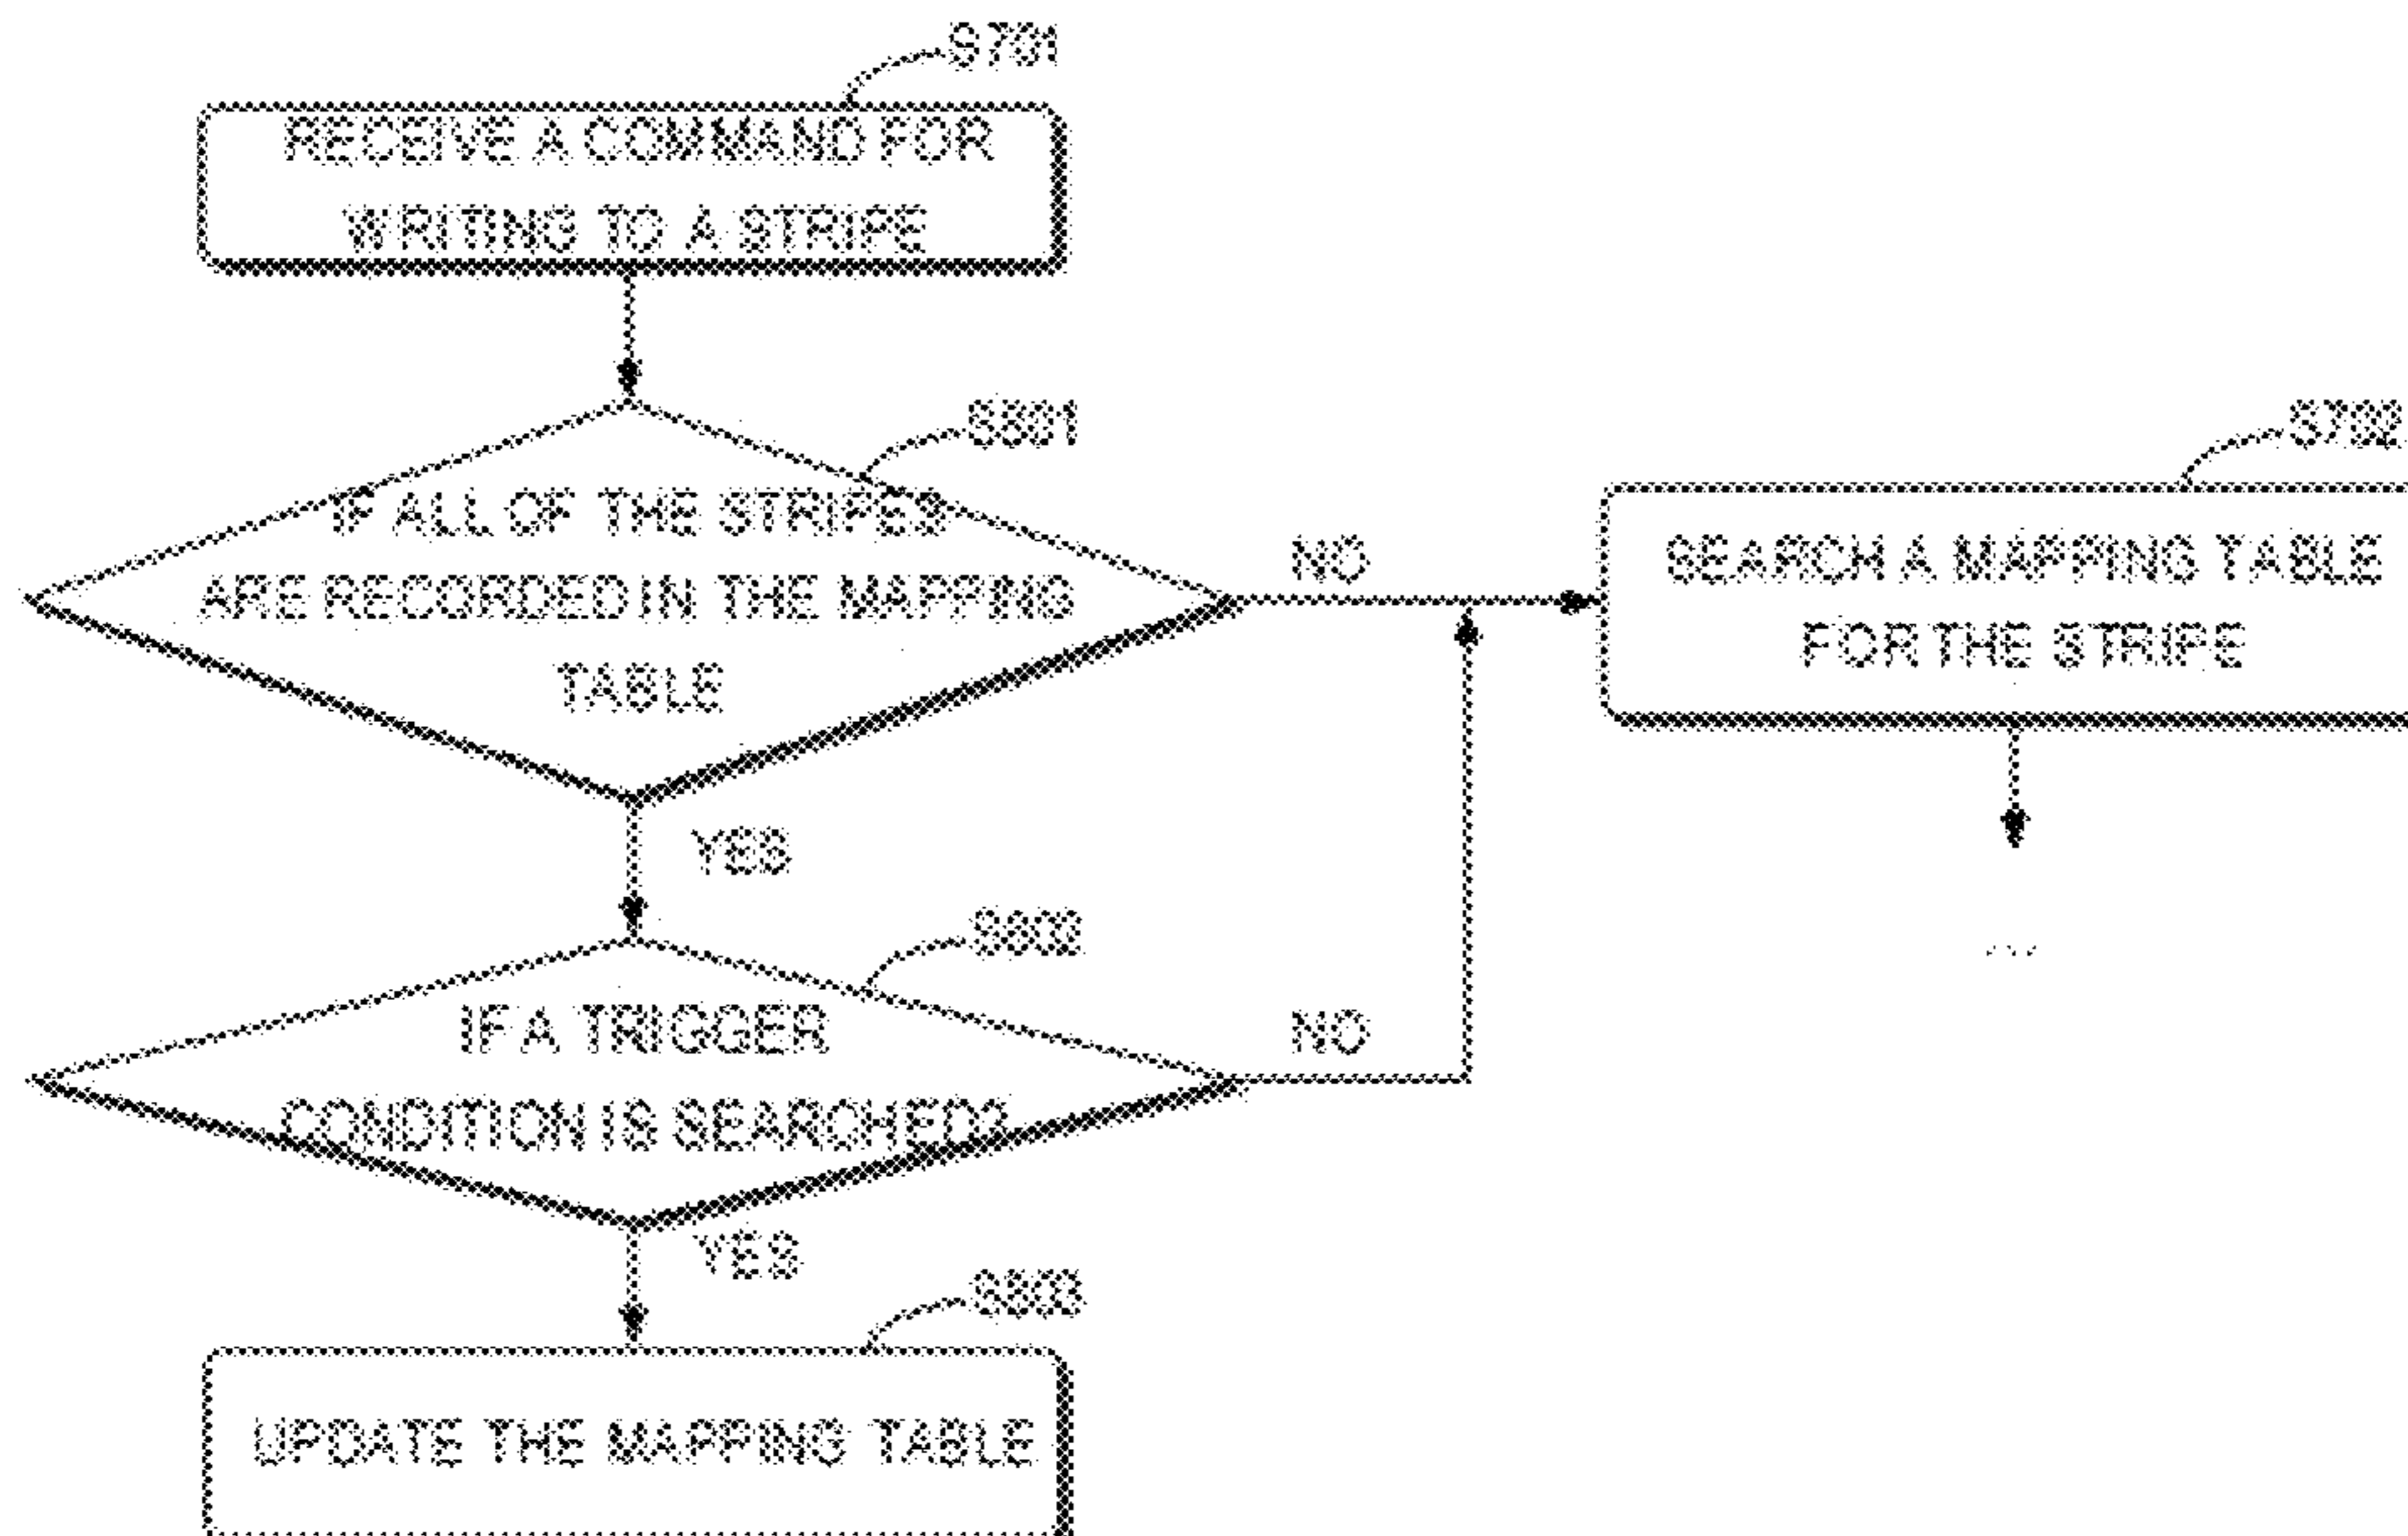 S701
RECEIVE A COMMAND FOR
WRITING TO A STRIPE
S801
IF ALL OF THE STRIPES
ARE RECORDED IN THE MAPPING
TABLE
NO
S702
SEARCH A MAPPING TABLE
FOR THE STRIPE
...
YES
S802
IF A TRIGGER
CONDITION IS SEARCHED?
NO
YES
S803
UPDATE THE MAPPING TABLE